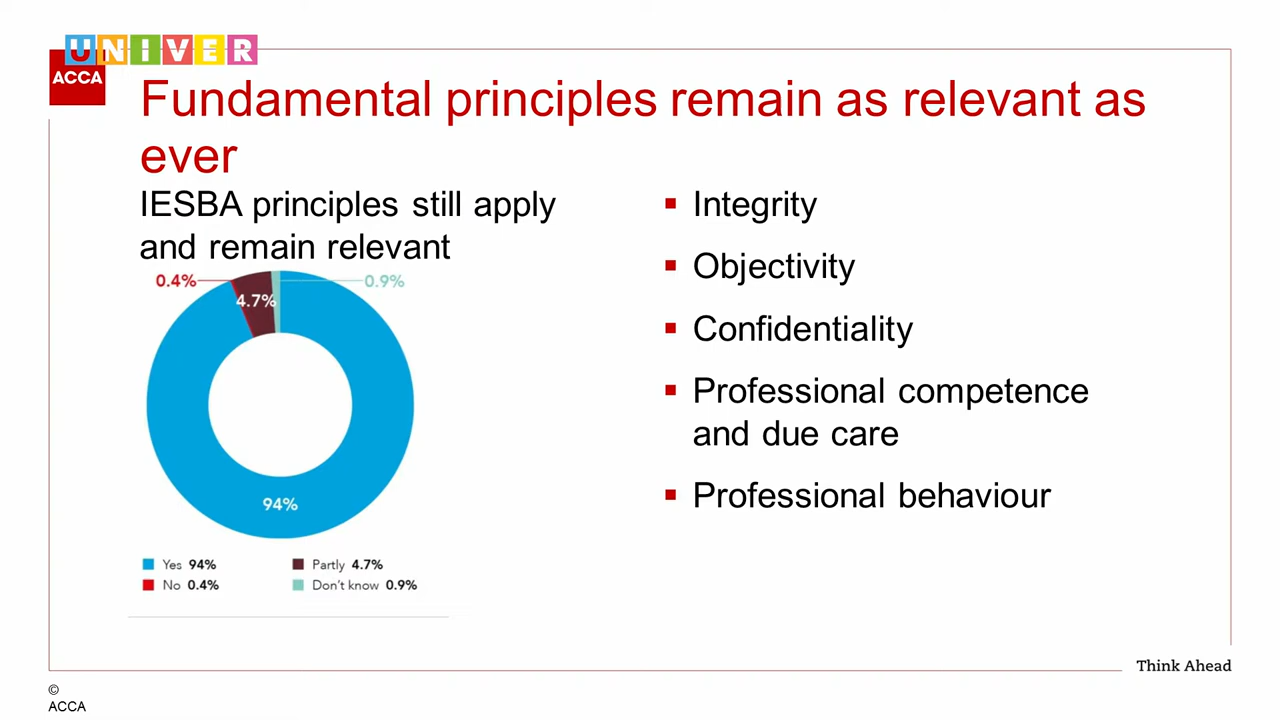 UNIVER
ACCA
Fundamental principles remain as relevant as
ever
IESBA principles still apply
and remain relevant
0.4%
4.7%
0.9%
94%
Yes 94%
Partly 4.7%
No 0.4%
Don't know 0.9%
▪ Integrity
▪ Objectivity
▪ Confidentiality
▪ Professional competence
and due care
▪ Professional behaviour
Think Ahead
©
ACCA